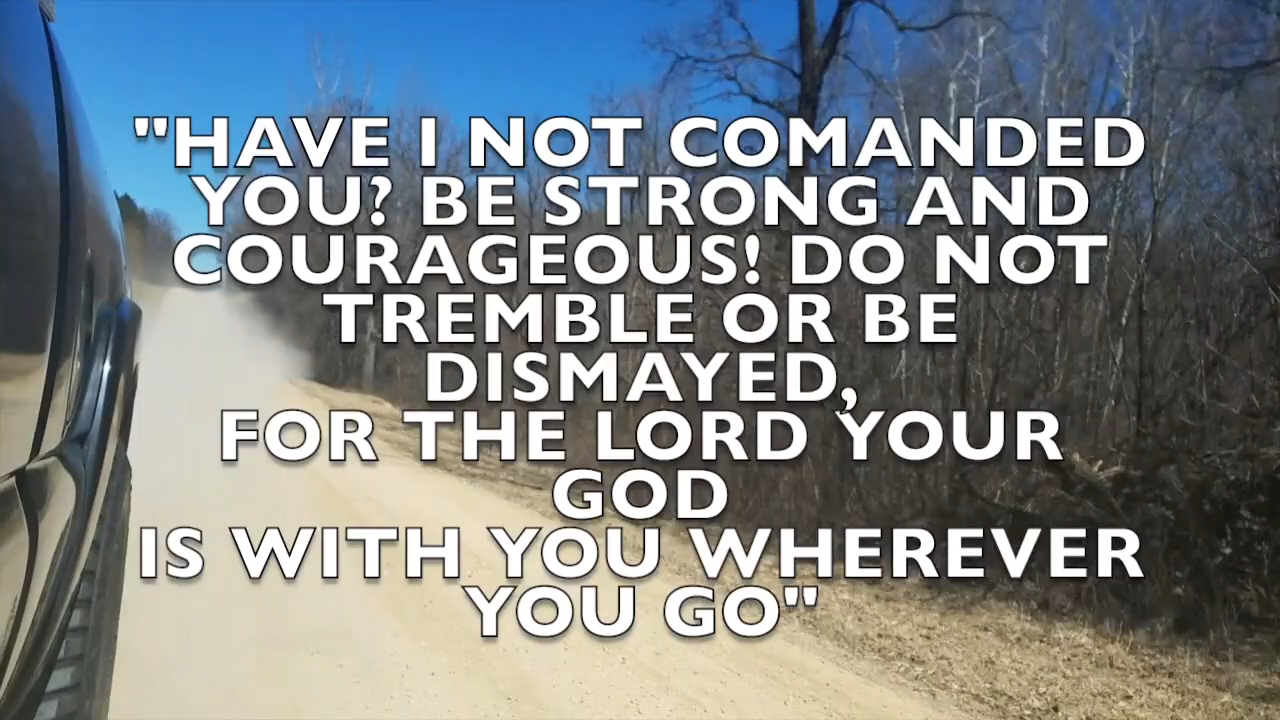 "HAVE I NOT COMANDED
YOU? BE STRONG AND
COURAGEOUS! DO NOT
TREMBLE OR BE
DISMAYED,
FOR THE LORD YOUR
GOD
IS WITH YOU WHEREVER
YOU GO"